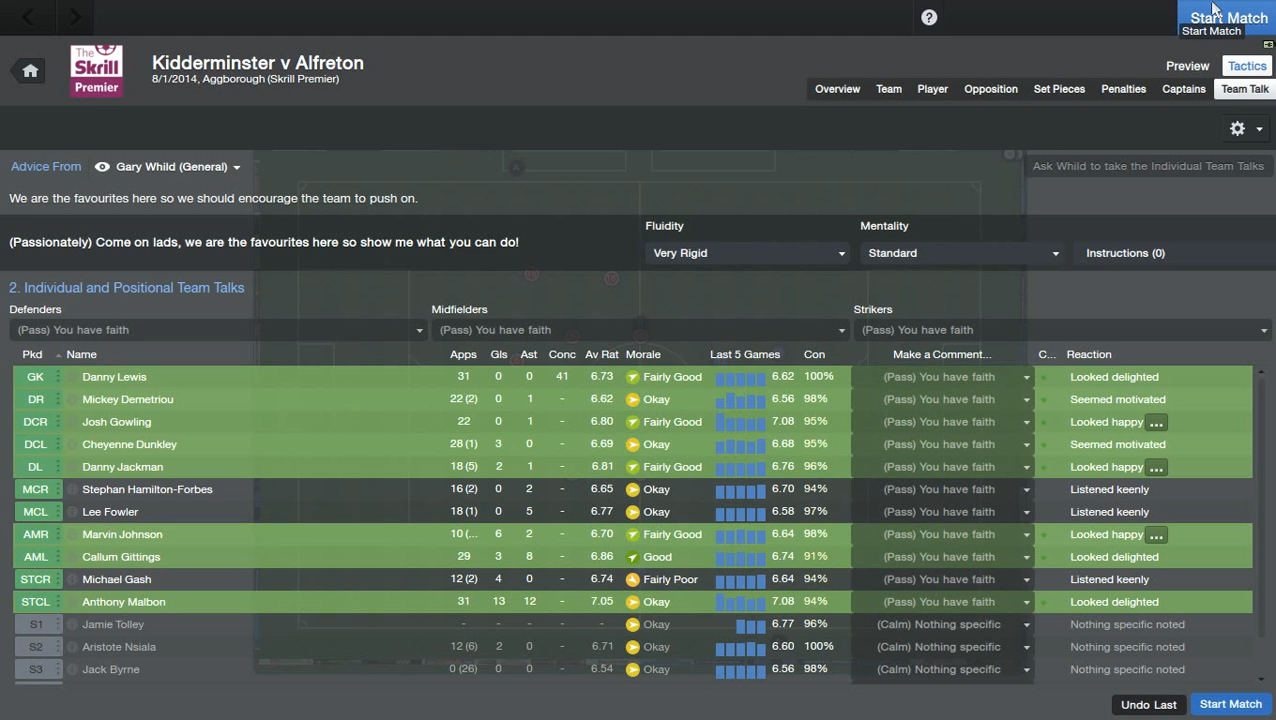 Start Match
Start Match
The Skrill Premier
Kidderminster v Alfreton
8/1/2014, Aggborough (Skrill Premier)
Preview Tactics
Overview Team Player Opposition Set Pieces Penalties Captains Team Talk
Advice From Gary Whild (General) Ask Whild to take the Individual Team Talks
We are the favourites here so we should encourage the team to push on.
Fluidity Mentality
(Passionately) Come on lads, we are the favourites here so show me what you can do!
Very Rigid Standard Instructions (0)
2. Individual and Positional Team Talks
Defenders Midfielders Strikers
(Pass) You have faith (Pass) You have faith (Pass) You have faith
Pkd Name Apps Gls Ast Conc Av Rat Morale Last 5 Games Con Make a Comment... C... Reaction
GK Danny Lewis 31 0 0 41 6.73 Fairly Good 6.62 100% (Pass) You have faith Looked delighted
DR Mickey Demetriou 22 (2) 0 1 - 6.62 Okay 6.56 98% (Pass) You have faith Seemed motivated
DCR Josh Gowling 22 0 1 - 6.80 Fairly Good 7.08 95% (Pass) You have faith Looked happy ...
DCL Cheyenne Dunkley 28 (1) 3 0 - 6.69 Okay 6.68 95% (Pass) You have faith Seemed motivated
DL Danny Jackman 18 (5) 2 1 - 6.81 Fairly Good 6.76 96% (Pass) You have faith Looked happy ...
MCR Stephan Hamilton-Forbes 16 (2) 0 2 - 6.65 Okay 6.70 94% (Pass) You have faith Listened keenly
MCL Lee Fowler 18 (1) 0 5 - 6.77 Okay 6.58 97% (Pass) You have faith Listened keenly
AMR Marvin Johnson 10 (... 6 2 - 6.70 Fairly Good 6.64 98% (Pass) You have faith Looked happy ...
AML Callum Gittings 29 3 8 - 6.86 Good 6.74 91% (Pass) You have faith Looked delighted
STCR Michael Gash 12 (2) 4 0 - 6.74 Fairly Poor 6.64 94% (Pass) You have faith Listened keenly
STCL Anthony Malbon 31 13 12 - 7.05 Okay 7.08 94% (Pass) You have faith Looked delighted
S1 Jamie Tolley - - - - - Okay 6.77 96% (Calm) Nothing specific Nothing specific noted
S2 Aristote Nsiala 12 (6) 2 0 - 6.71 Okay 6.60 100% (Calm) Nothing specific Nothing specific noted
S3 Jack Byrne 0 (26) 0 0 - 6.54 Okay 6.56 98% (Calm) Nothing specific Nothing specific noted
Undo Last Start Match